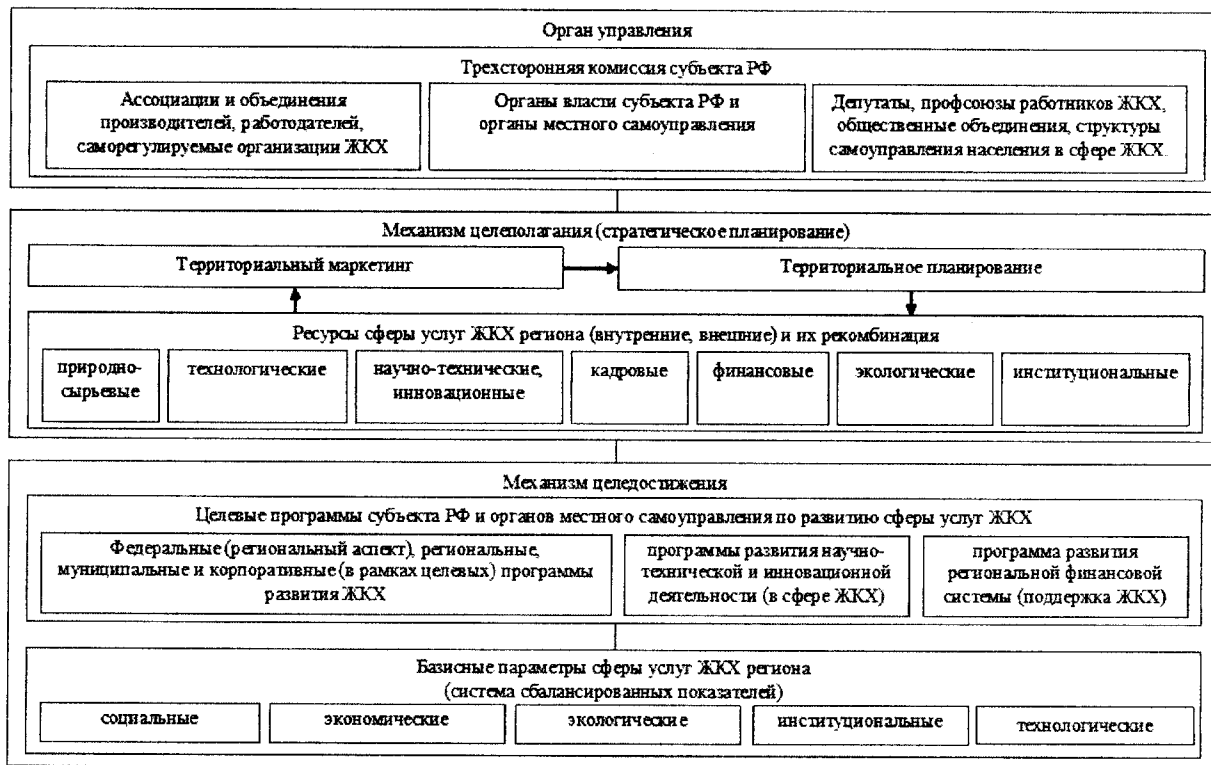 Орган управления
Трехсторонняя комиссия субъекта РФ
Ассоциации и объединения
производителей, работодателей,
саморегулируемые организации ЖКХ
Органы власти субъекта РФ и
органы местного самоуправления
Депутаты, профсоюзы работников ЖКХ,
общественные объединения, структуры
самоуправления населения в сфере ЖКХ.
Механизм целеполагания (стратегическое планирование)
Территориальный маркетинг
Территориальное планирование
Ресурсы сферы услуг ЖКХ региона (внутренние, внешние) и их рекомбинация
природно-
сырьевые
технологические
научно-технические,
инновационные
кадровые
финансовые
экологические
институциональные
Механизм целедостижения
Целевые программы субъекта РФ и органов местного самоуправления по развитию сферы услуг ЖКХ
Федеральные (региональный аспект), региональные,
муниципальные и корпоративные (в рамках целевых) программы
развития ЖКХ
программы развития научно-
технической и инновационной
деятельности (в сфере ЖКХ)
программа развития
региональной финансовой
системы (поддержка ЖКХ)
Базисные параметры сферы услуг ЖКХ региона
(система сбалансированных показателей)
социальные
экономические
экологические
институциональные
технологические